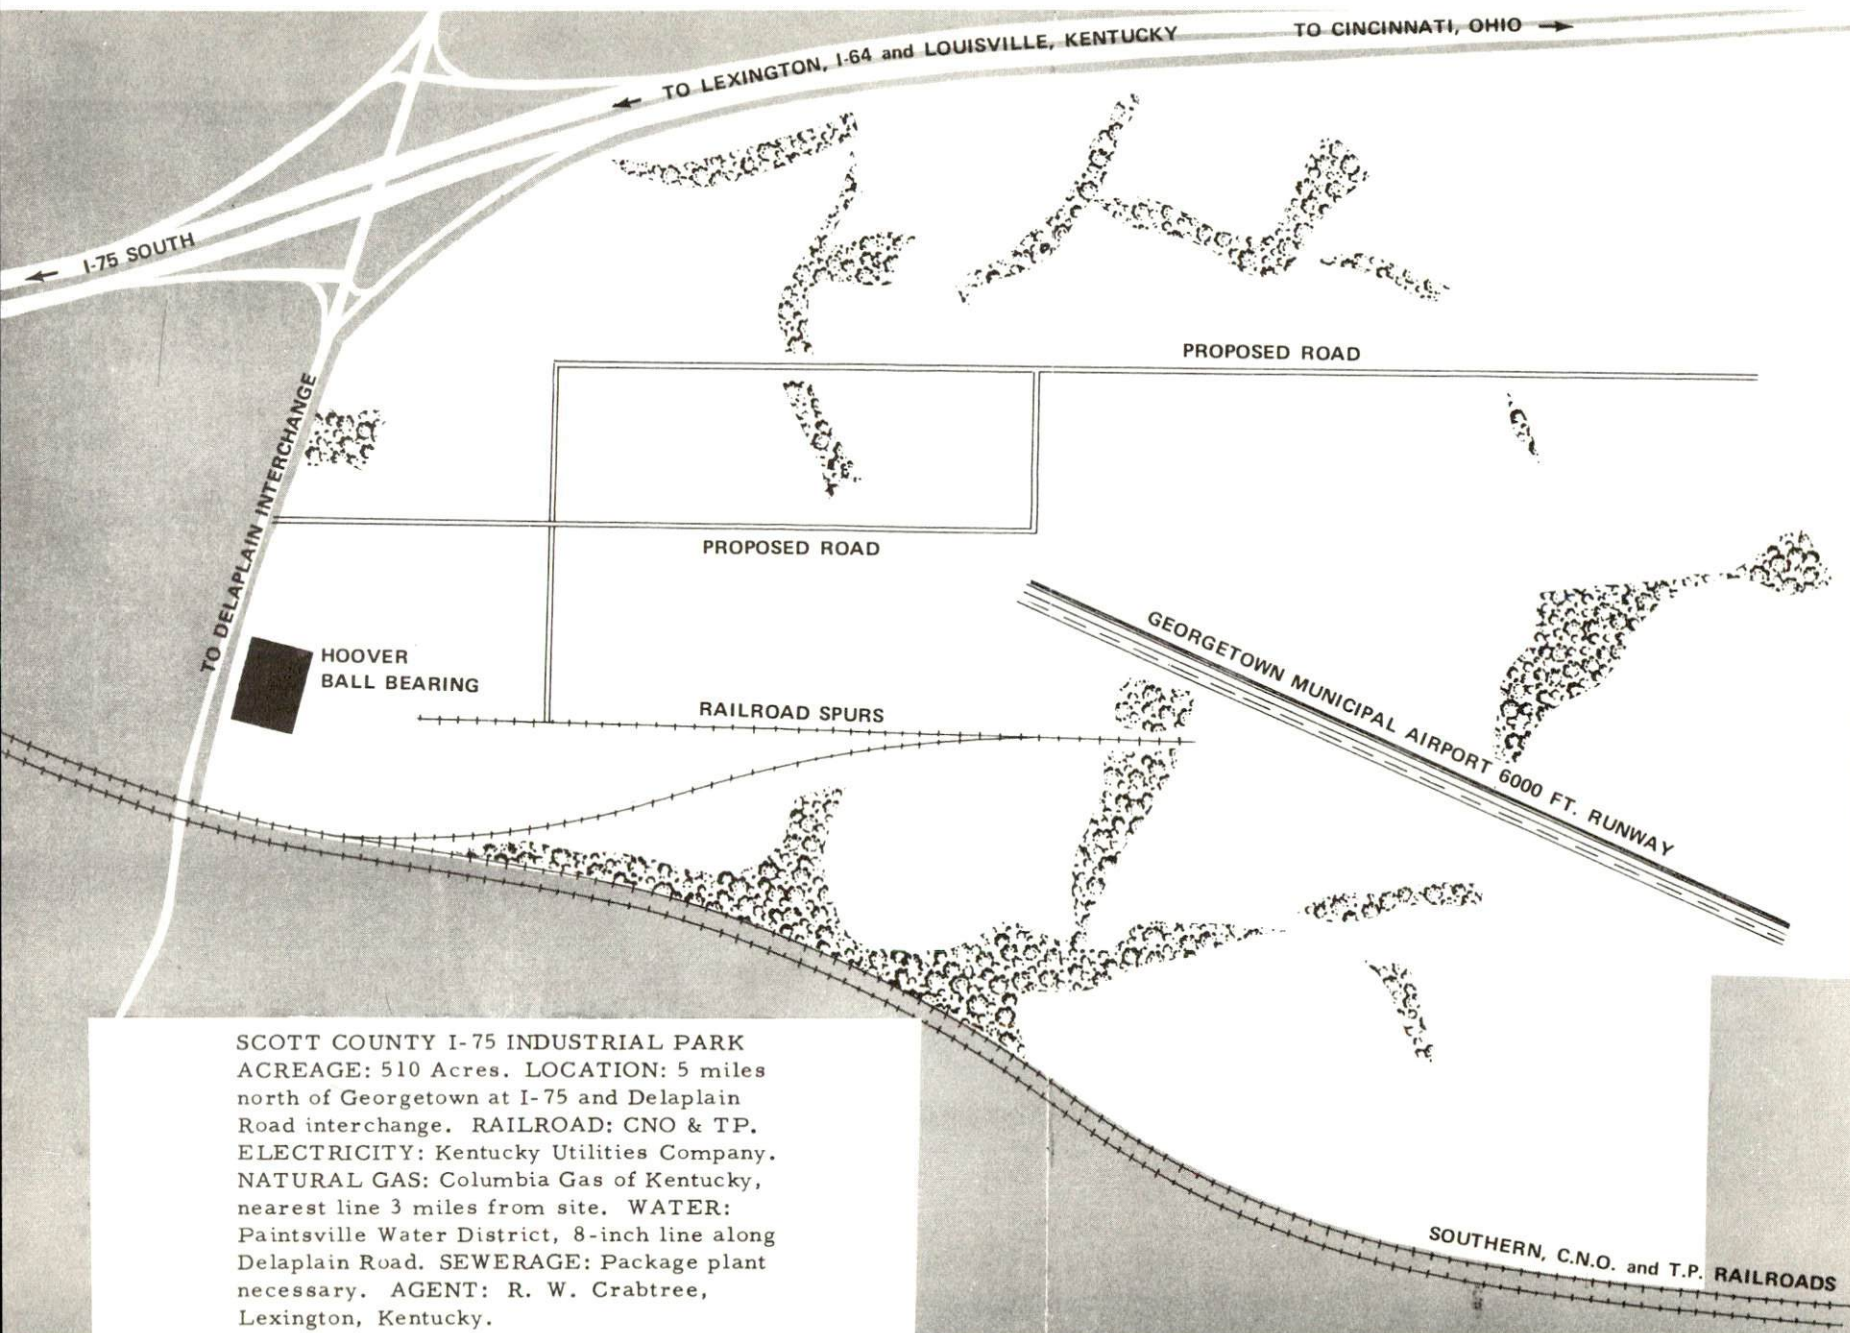 TO LEXINGTON, I-64 and LOUISVILLE, KENTUCKY
TO CINCINNATI, OHIO
I-75 SOUTH
PROPOSED ROAD
TO DELAPLAIN INTERCHANGE
PROPOSED ROAD
HOOVER
BALL BEARING
GEORGETOWN MUNICIPAL AIRPORT 6000 FT. RUNWAY
RAILROAD SPURS
SCOTT COUNTY I-75 INDUSTRIAL PARK
ACREAGE: 510 Acres. LOCATION: 5 miles
north of Georgetown at I-75 and Delaplain
Road interchange. RAILROAD: CNO & TP.
ELECTRICITY: Kentucky Utilities Company.
NATURAL GAS: Columbia Gas of Kentucky,
nearest line 3 miles from site. WATER:
Paintsville Water District, 8-inch line along
Delaplain Road. SEWERAGE: Package plant
necessary. AGENT: R. W. Crabtree,
Lexington, Kentucky.
SOUTHERN, C.N.O. and T.P. RAILROADS